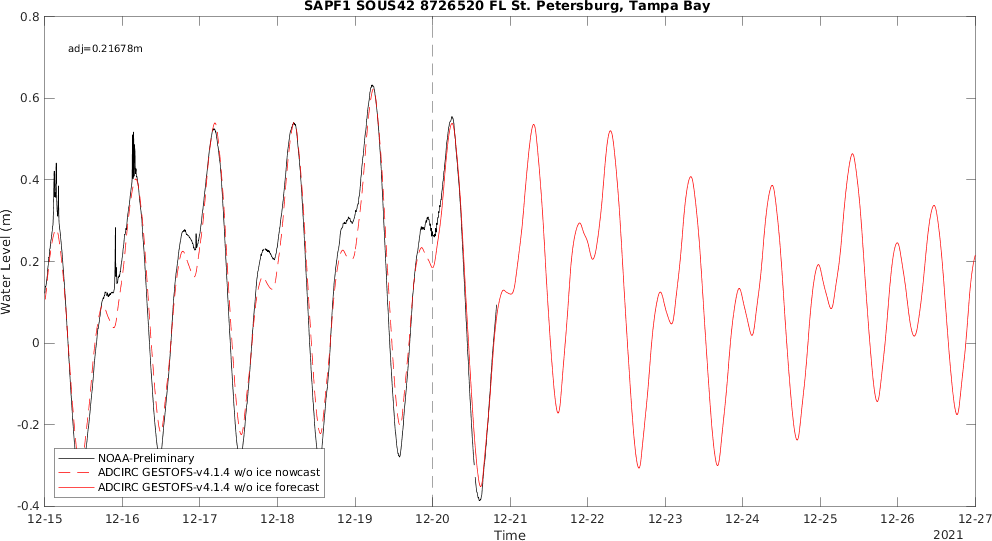 SAPF1 SOUS42 8726520 FL St. Petersburg, Tampa Bay
adj=0.21678m
0.8
0.6
0.4
0.2
0
-0.2
-0.4
Water Level (m)
NOAA-Preliminary
ADCIRC GESTOFS-v4.1.4 w/o ice nowcast
ADCIRC GESTOFS-v4.1.4 w/o ice forecast
12-15 12-16 12-17 12-18 12-19 12-20 12-21 12-22 12-23 12-24 12-25 12-26 12-27
Time
2021